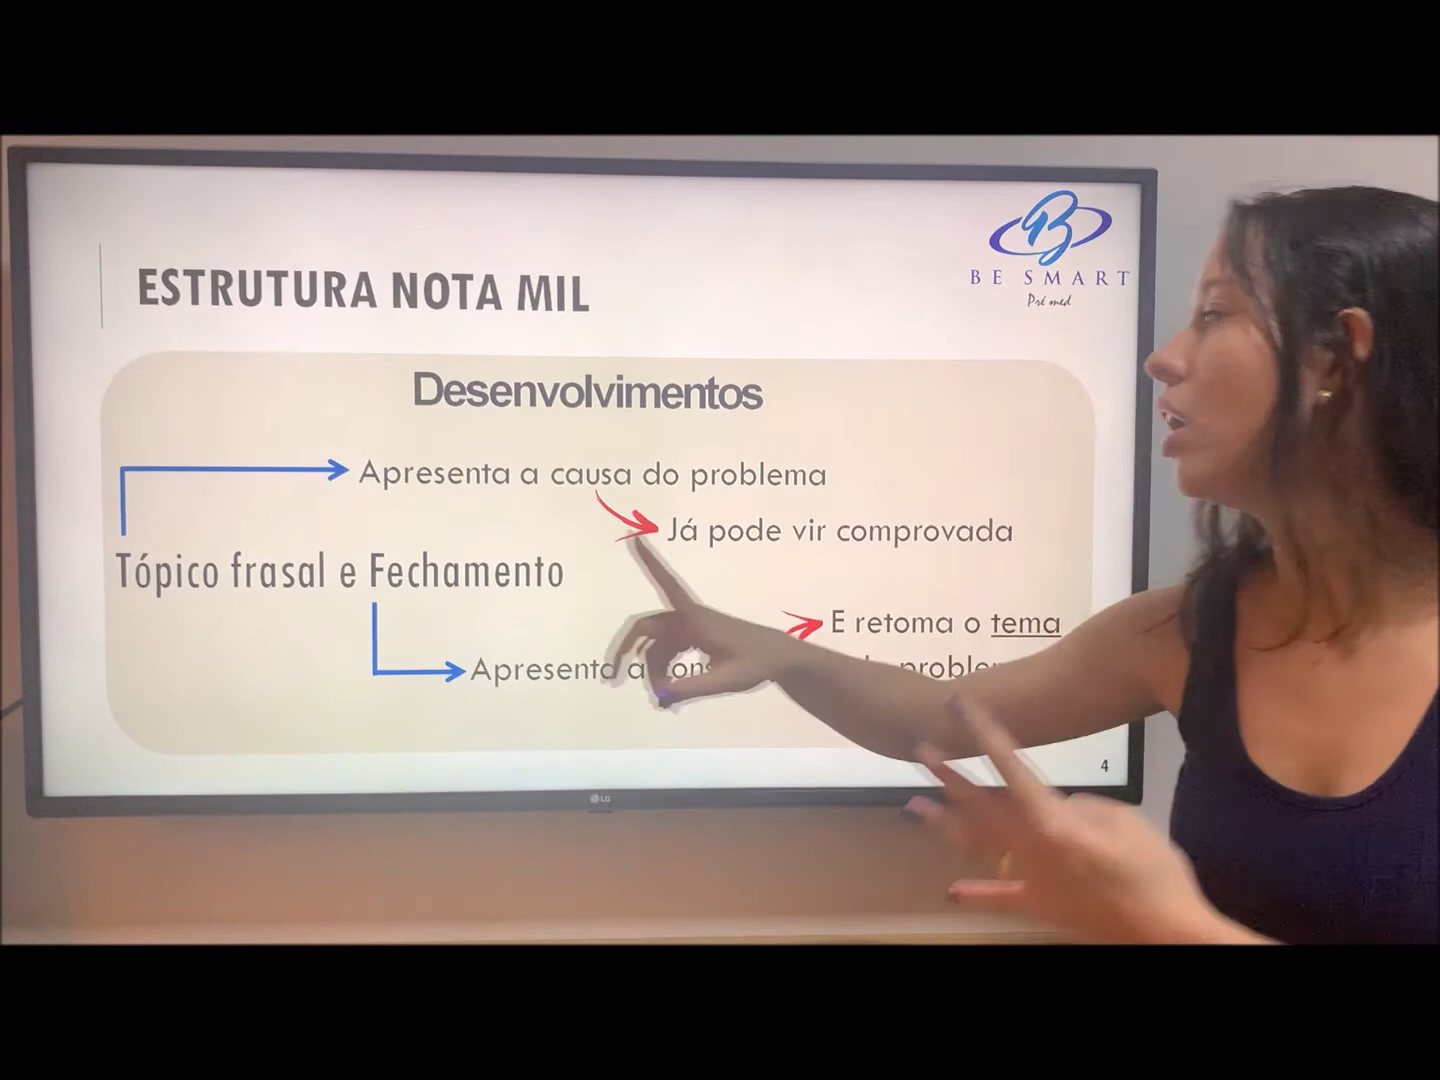 BE SMART
Pré med
ESTRUTURA NOTA MIL
Desenvolvimentos
Apresenta a causa do problema
Já pode vir comprovada
Tópico frasal e Fechamento
E retoma o tema
Apresenta a
4
LG